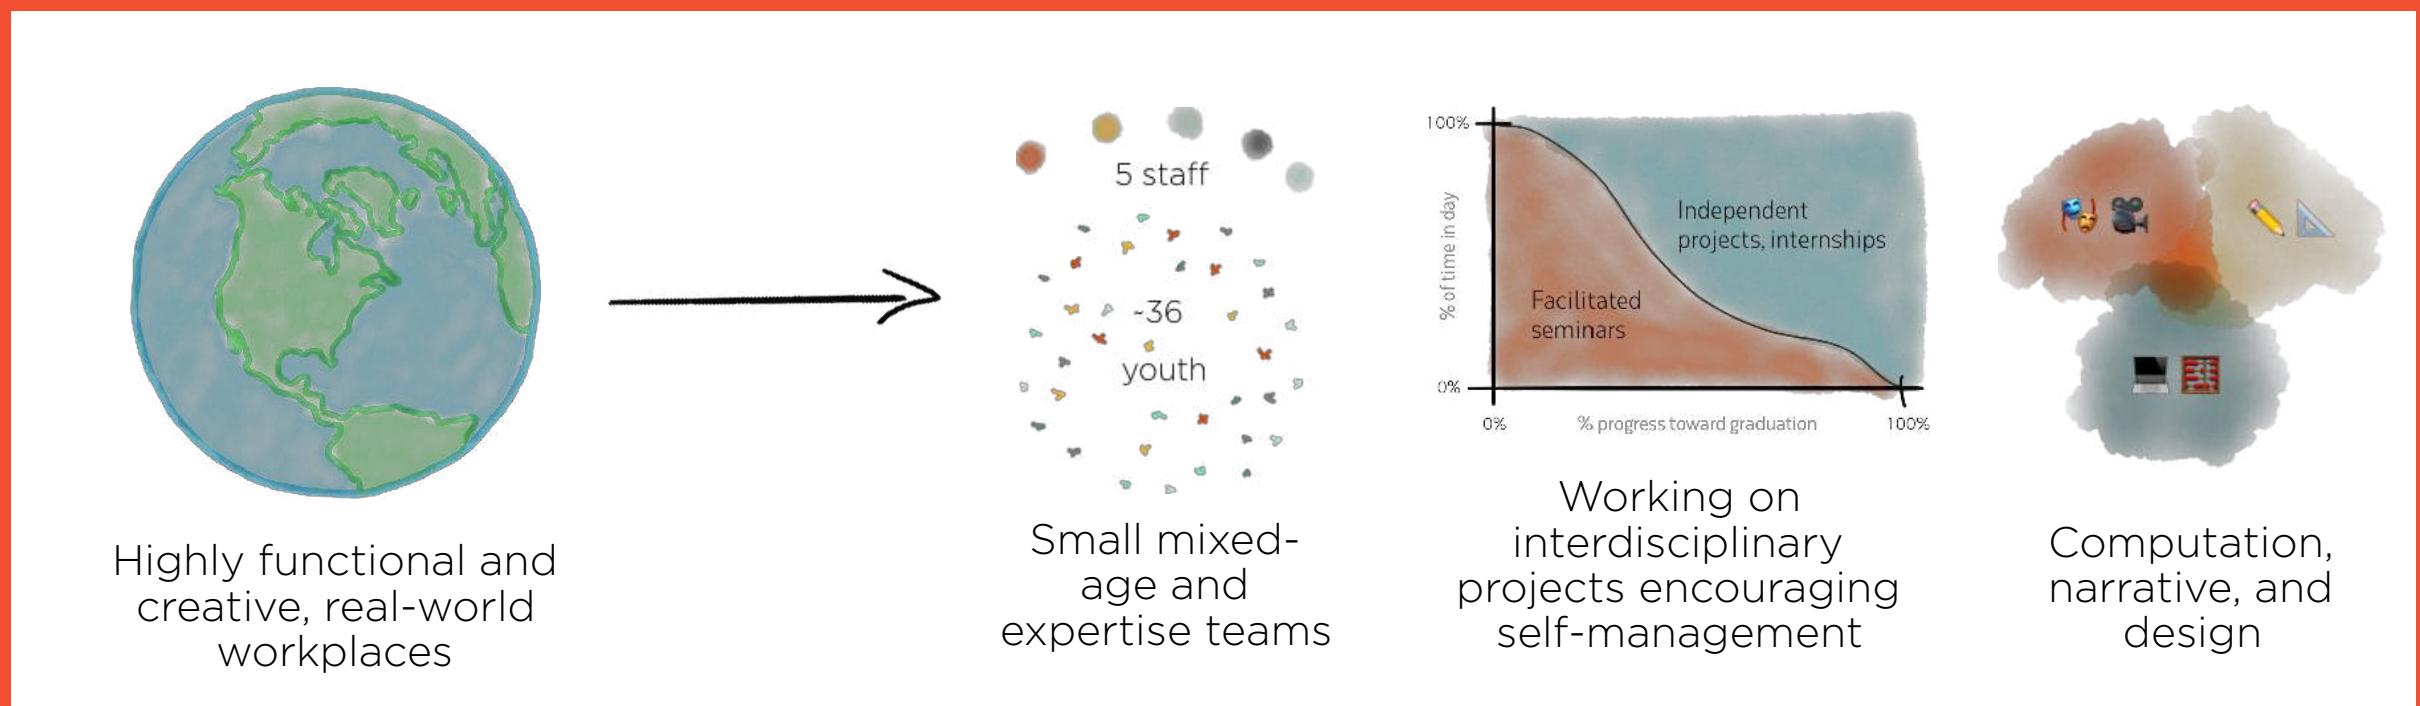 Highly functional and
creative, real-world
workplaces
5 staff
~36
youth
Small mixed-
age and
expertise teams
100%
% of time in day
0%
Independent
projects, internships
Facilitated
seminars
0%
% progress toward graduation
100%
Working on
interdisciplinary
projects encouraging
self-management
Computation,
narrative, and
design